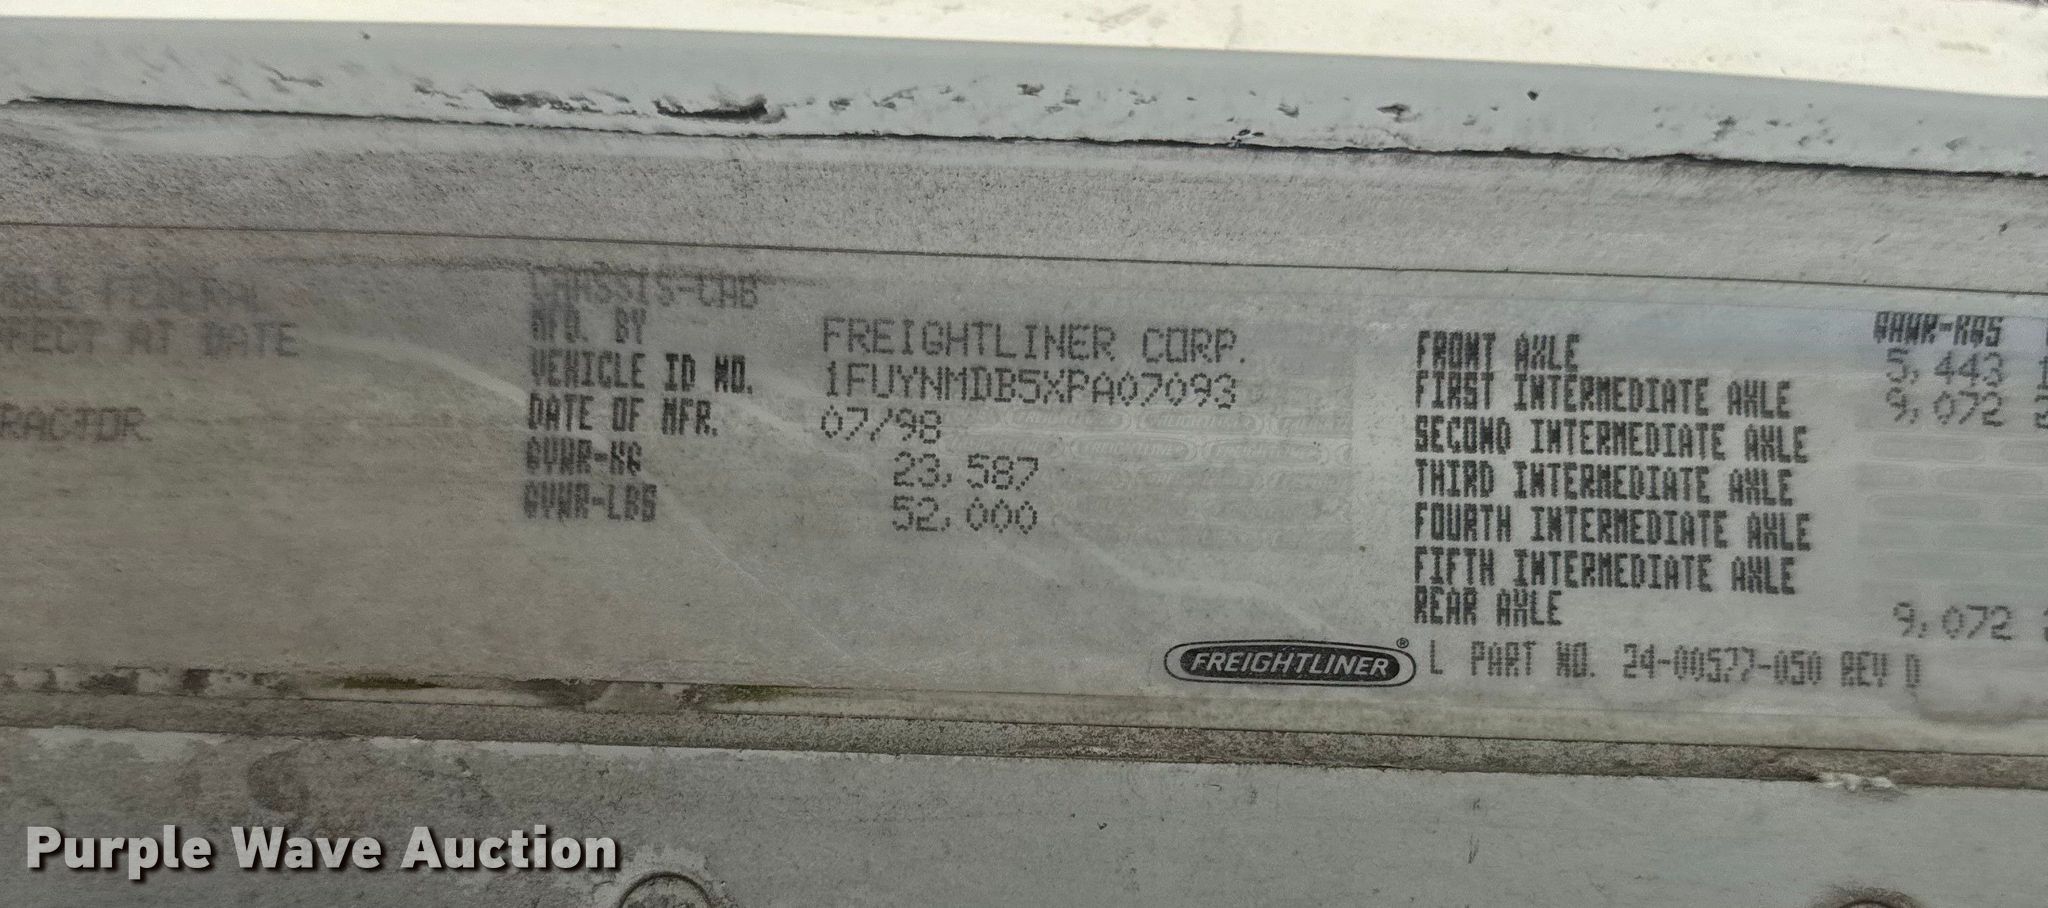 FEDERAL
AT DATE
CHASSIS-CAB
MFD. BY FREIGHTLINER CORP.
VEHICLE ID NO. 1FUYNMDB5XPA07093
DATE OF MFR. 07/98
GVWR-KG 23,587
GVWR-LBS 52,000
GAWR-KGS
FRONT AXLE 5,443
FIRST INTERMEDIATE AXLE 9,072
SECOND INTERMEDIATE AXLE
THIRD INTERMEDIATE AXLE
FOURTH INTERMEDIATE AXLE
FIFTH INTERMEDIATE AXLE
REAR AXLE 9,072
FREIGHTLINER® L PART NO. 24-00577-050 REV D
Purple Wave Auction